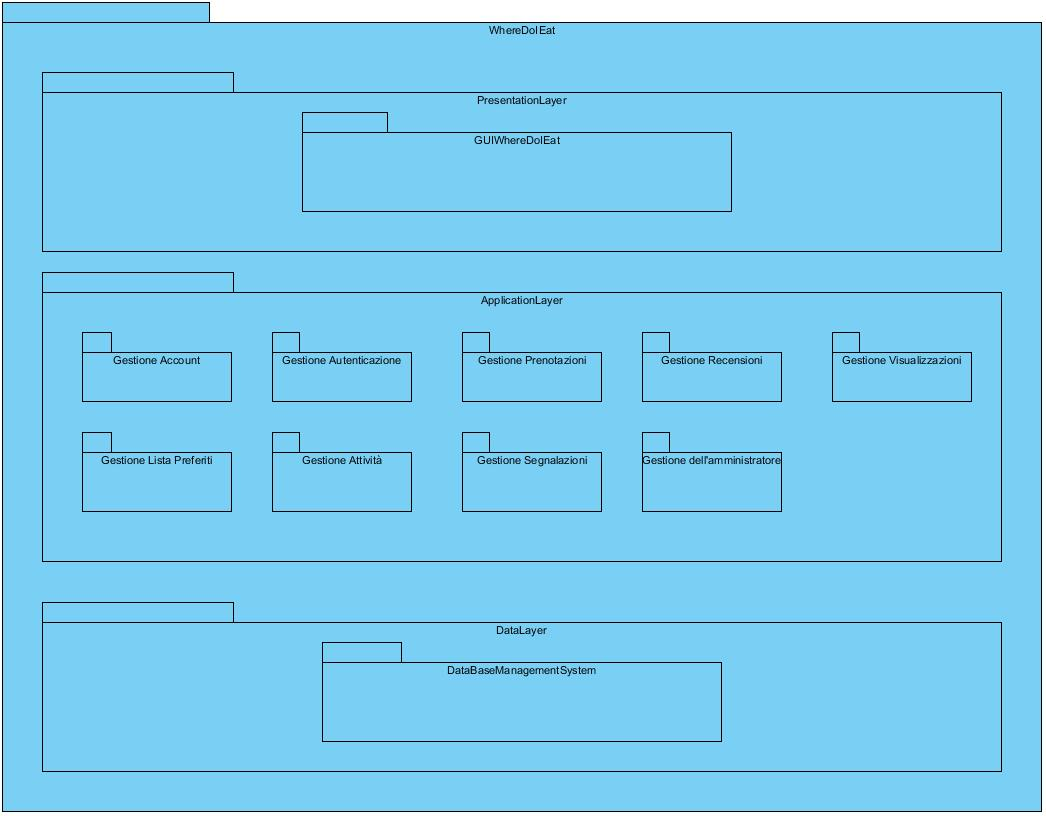 WhereDoIEat
PresentationLayer
GUIWhereDoIEat
ApplicationLayer
Gestione Account
Gestione Autenticazione
Gestione Prenotazioni
Gestione Recensioni
Gestione Visualizzazioni
Gestione Lista Preferiti
Gestione Attività
Gestione Segnalazioni
Gestione dell'amministratore
DataLayer
DataBaseManagementSystem